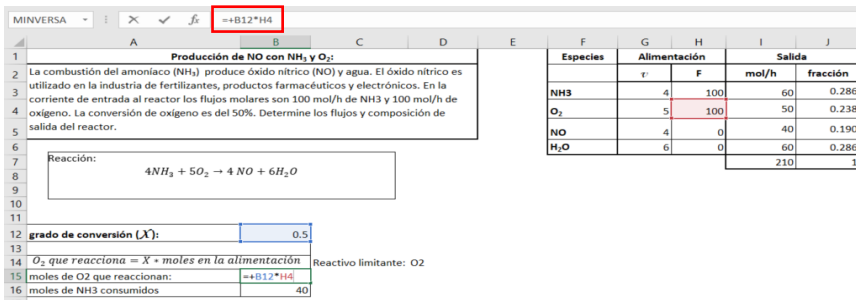 MINVERSA fx =+B12*H4
A B C D E F G H I J
1 Producción de NO con NH₃ y O₂: Especies Alimentación Salida
2 La combustión del amoníaco (NH₃) produce óxido nítrico (NO) y agua. El óxido nítrico es υ F mol/h fracción
utilizado en la industria de fertilizantes, productos farmacéuticos y electrónicos. En la
3 corriente de entrada al reactor los flujos molares son 100 mol/h de NH3 y 100 mol/h de NH3 4 100 60 0.286
4 oxígeno. La conversión de oxígeno es del 50%. Determine los flujos y composición de O₂ 5 100 50 0.238
5 salida del reactor. NO 4 0 40 0.190
6 H₂O 6 0 60 0.286
7 Reacción: 210 1
8 4NH₃ + 5O₂ → 4 NO + 6H₂O
9
10
11
12 grado de conversión (X): 0.5
13
14 O₂ que reacciona = X * moles en la alimentación Reactivo limitante: O2
15 moles de O2 que reaccionan: =+B12*H4
16 moles de NH3 consumidos 40